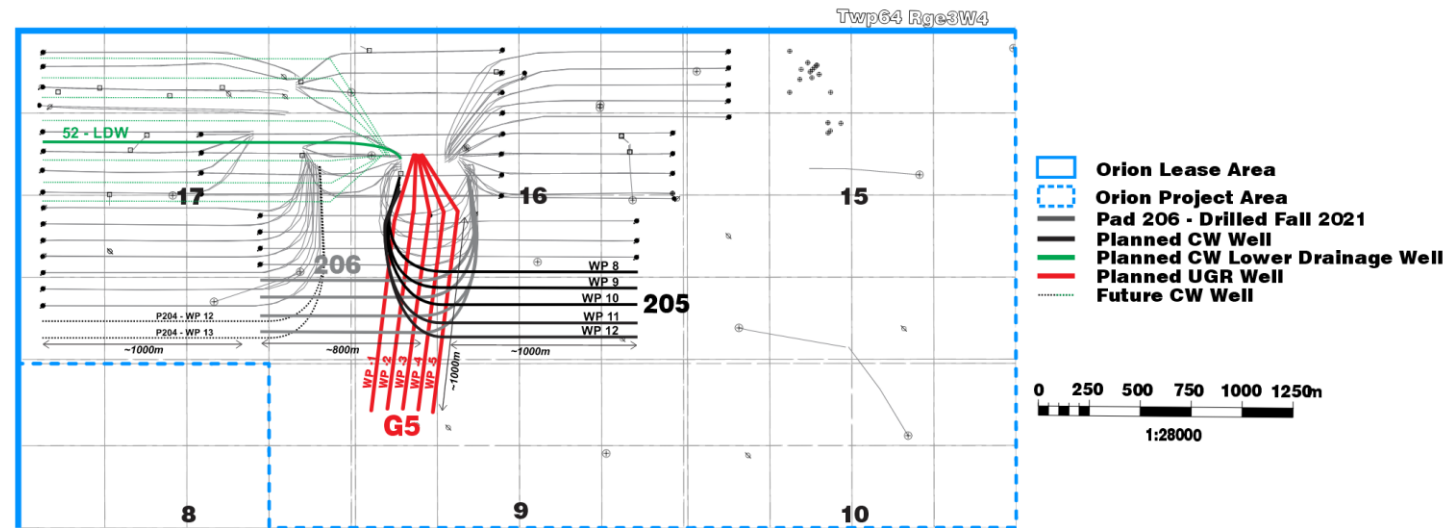 Twp64 Rge3W4
52 - LDW
17
16
15
206
WP 8
WP 9
WP 10
205
WP 11
WP 12
P204 - WP 12
P204 - WP 13
~1000m
~800m
~1000m
WP -1
WP -2
WP -3
WP -4
WP -5
~1000m
G5
8
9
10
Orion Lease Area
Orion Project Area
Pad 206 - Drilled Fall 2021
Planned CW Well
Planned CW Lower Drainage Well
Planned UGR Well
Future CW Well
0 250 500 750 1000 1250m
1:28000